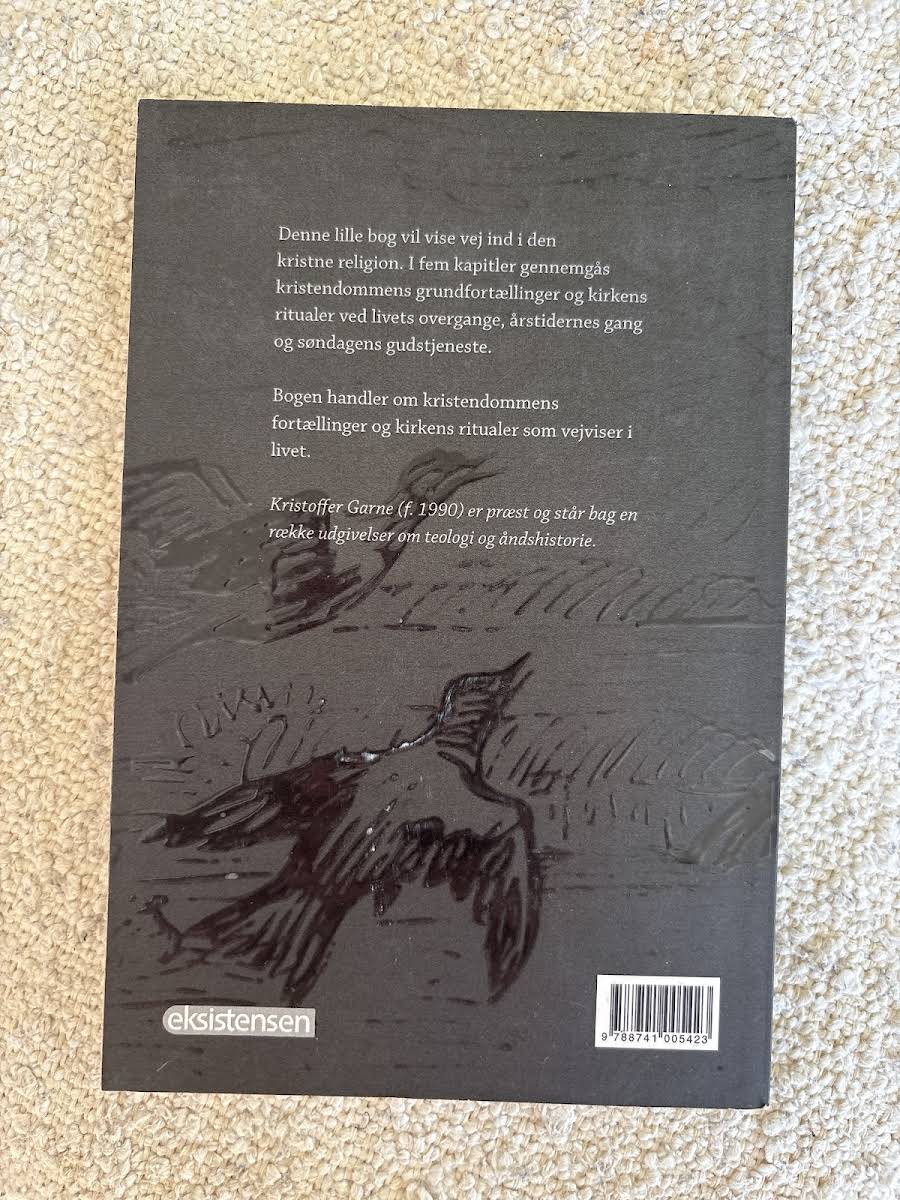 Denne lille bog vil vise vej ind i den
kristne religion. I fem kapitler gennemgås
kristendommens grundfortællinger og kirkens
ritualer ved livets overgange, årstidernes gang
og søndagens gudstjeneste.
Bogen handler om kristendommens
fortællinger og kirkens ritualer som vejviser i
livet.
Kristoffer Garne (f. 1990) er præst og står bag en
række udgivelser om teologi og åndshistorie.
eksistensen
9 788741 005423